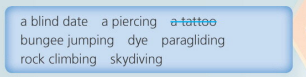 a blind date a piercing a tattoo
bungee jumping dye paragliding
rock climbing skydiving